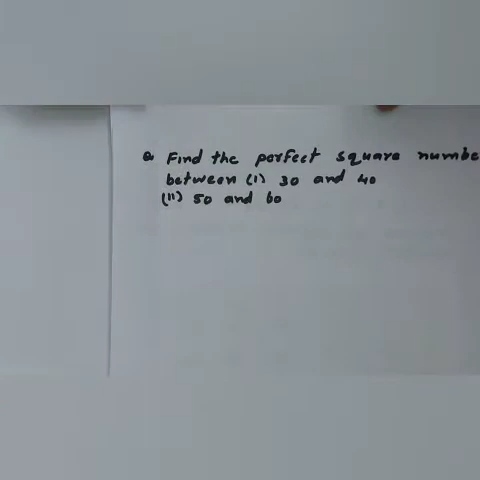 Q Find the perfect square numbe
between (i) 30 and 40
(ii) 50 and 60